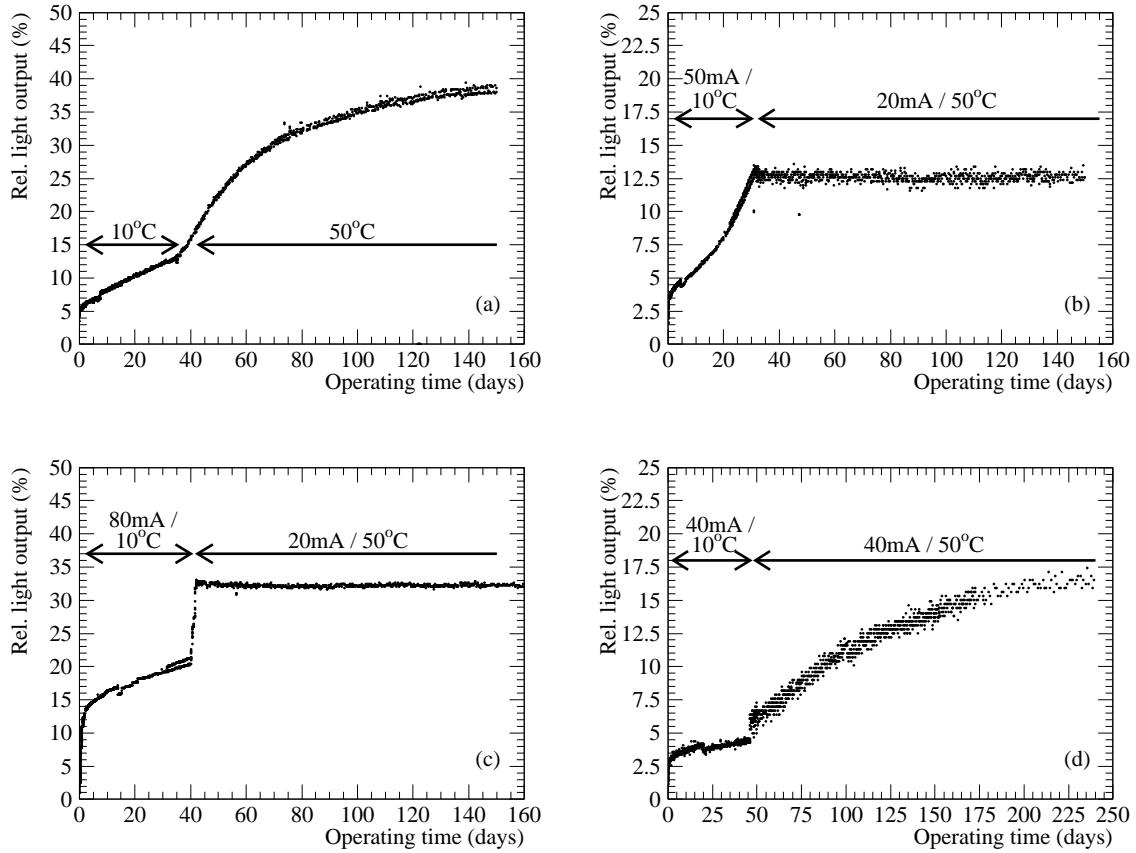 Rel. light output (%)
50
45
40
35
30
25
20
15
10
5
0
10°C
50°C
(a)
0 20 40 60 80 100 120 140 160
Operating time (days)
Rel. light output (%)
25
22.5
20
17.5
15
12.5
10
7.5
5
2.5
0
50mA /
10°C
20mA / 50°C
(b)
0 20 40 60 80 100 120 140 160
Operating time (days)
Rel. light output (%)
50
45
40
35
30
25
20
15
10
5
0
80mA /
10°C
20mA / 50°C
(c)
0 20 40 60 80 100 120 140 160
Operating time (days)
Rel. light output (%)
25
22.5
20
17.5
15
12.5
10
7.5
5
2.5
0
40mA /
10°C
40mA / 50°C
(d)
0 25 50 75 100 125 150 175 200 225 250
Operating time (days)